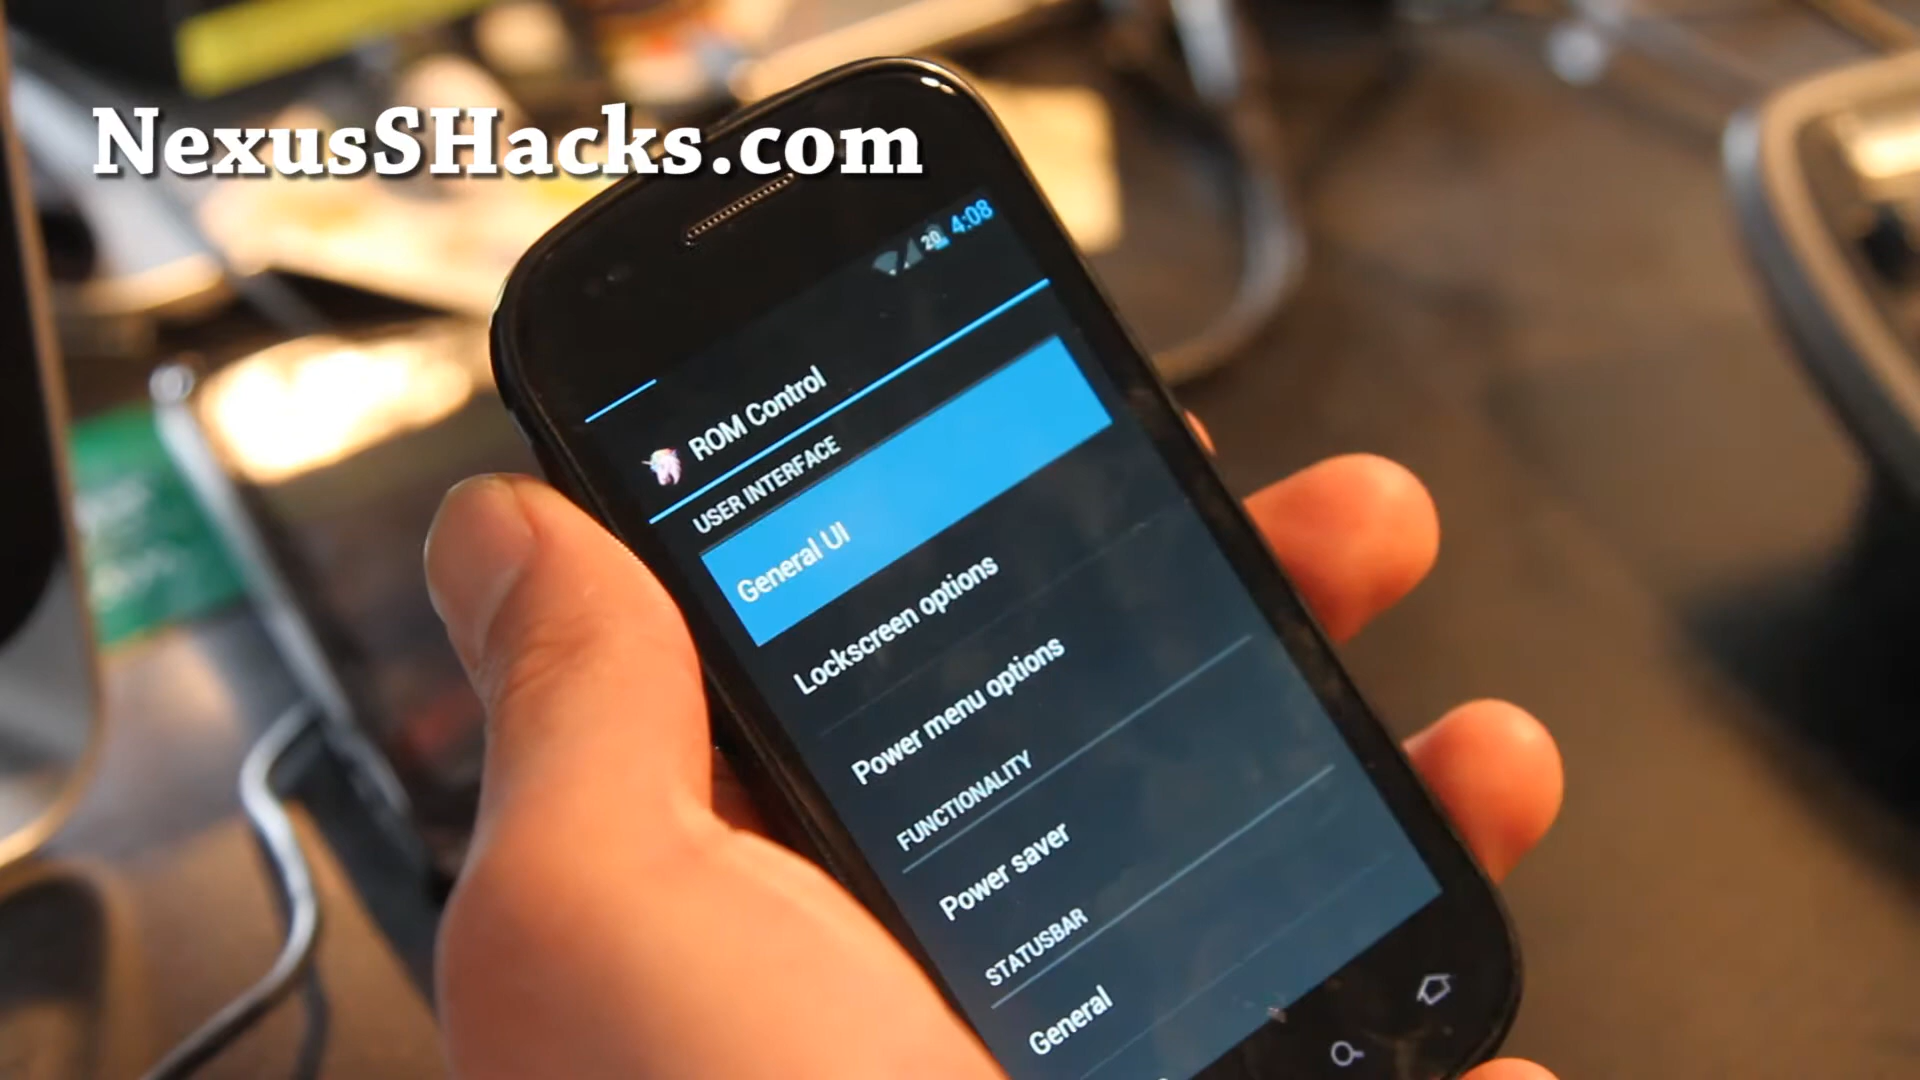 NexusSHacks.com
20 4:08
ROM Control
USER INTERFACE
General UI
Lockscreen options
Power menu options
FUNCTIONALITY
Power saver
STATUSBAR
General